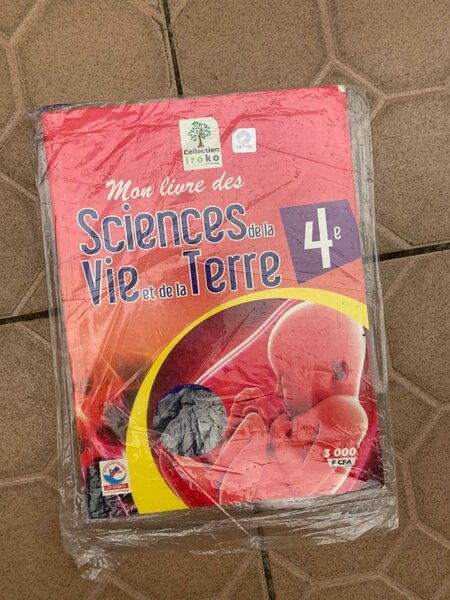 Collection
Iroko
Mon livre des
Sciences de la
Vie et de la Terre
4e
3 000
F CFA